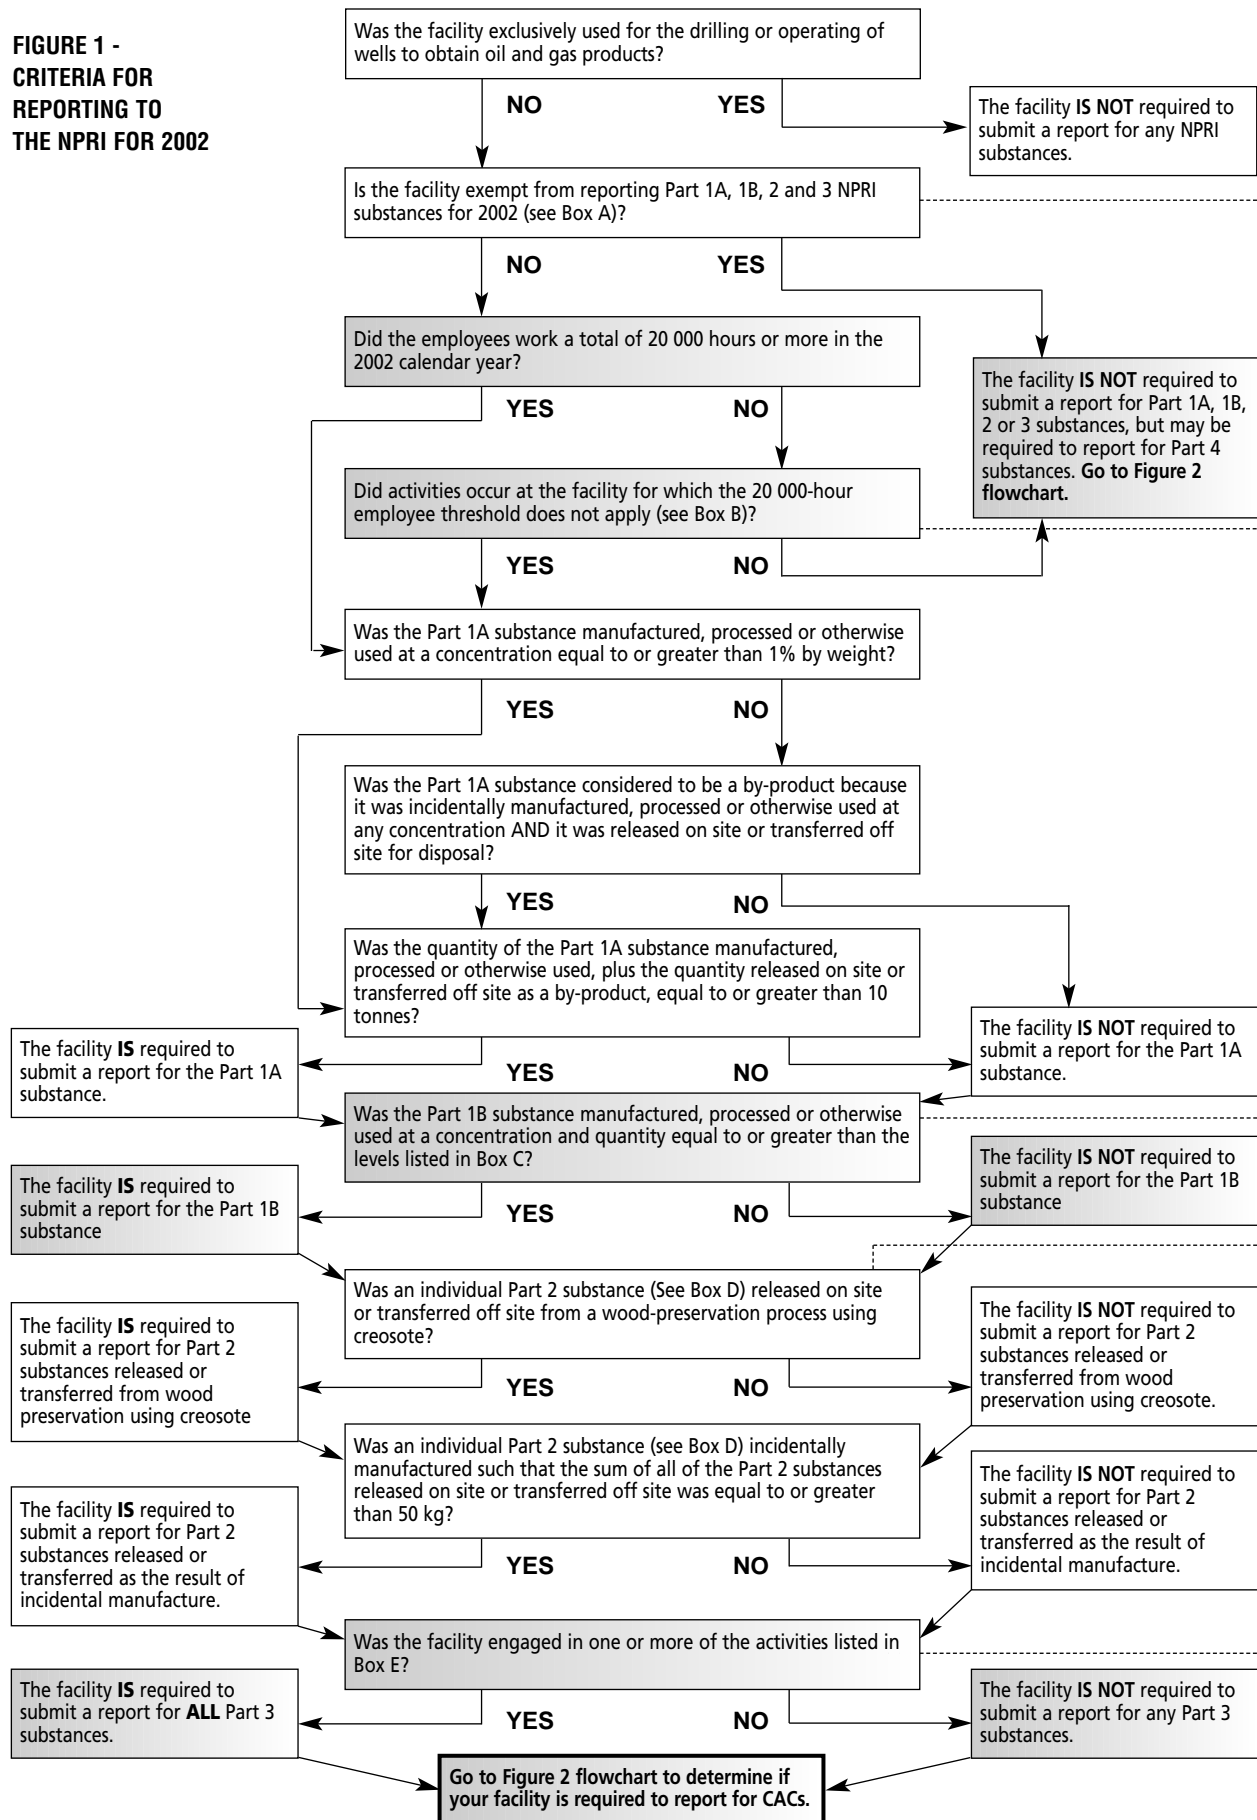 FIGURE 1 -
CRITERIA FOR
REPORTING TO
THE NPRI FOR 2002
Was the facility exclusively used for the drilling or operating of
wells to obtain oil and gas products?
NO
YES
The facility IS NOT required to
submit a report for any NPRI
substances.
Is the facility exempt from reporting Part 1A, 1B, 2 and 3 NPRI
substances for 2002 (see Box A)?
NO
YES
Did the employees work a total of 20 000 hours or more in the
2002 calendar year?
YES
NO
The facility IS NOT required to
submit a report for Part 1A, 1B,
2 or 3 substances, but may be
required to report for Part 4
substances. Go to Figure 2
flowchart.
Did activities occur at the facility for which the 20 000-hour
employee threshold does not apply (see Box B)?
YES
NO
Was the Part 1A substance manufactured, processed or otherwise
used at a concentration equal to or greater than 1% by weight?
YES
NO
Was the Part 1A substance considered to be a by-product because
it was incidentally manufactured, processed or otherwise used at
any concentration AND it was released on site or transferred off
site for disposal?
YES
NO
Was the quantity of the Part 1A substance manufactured,
processed or otherwise used, plus the quantity released on site or
transferred off site as a by-product, equal to or greater than 10
tonnes?
The facility IS required to
submit a report for the Part 1A
substance.
YES
NO
The facility IS NOT required to
submit a report for the Part 1A
substance.
Was the Part 1B substance manufactured, processed or otherwise
used at a concentration and quantity equal to or greater than the
levels listed in Box C?
The facility IS required to
submit a report for the Part 1B
substance
YES
NO
The facility IS NOT required to
submit a report for the Part 1B
substance
Was an individual Part 2 substance (See Box D) released on site
or transferred off site from a wood-preservation process using
creosote?
The facility IS required to
submit a report for Part 2
substances released or
transferred from wood
preservation using creosote
YES
NO
The facility IS NOT required to
submit a report for Part 2
substances released or
transferred from wood
preservation using creosote.
Was an individual Part 2 substance (see Box D) incidentally
manufactured such that the sum of all of the Part 2 substances
released on site or transferred off site was equal to or greater
than 50 kg?
The facility IS required to
submit a report for Part 2
substances released or
transferred as the result of
incidental manufacture.
YES
NO
The facility IS NOT required to
submit a report for Part 2
substances released or
transferred as the result of
incidental manufacture.
Was the facility engaged in one or more of the activities listed in
Box E?
The facility IS required to
submit a report for ALL Part 3
substances.
YES
NO
The facility IS NOT required to
submit a report for any Part 3
substances.
Go to Figure 2 flowchart to determine if
your facility is required to report for CACs.